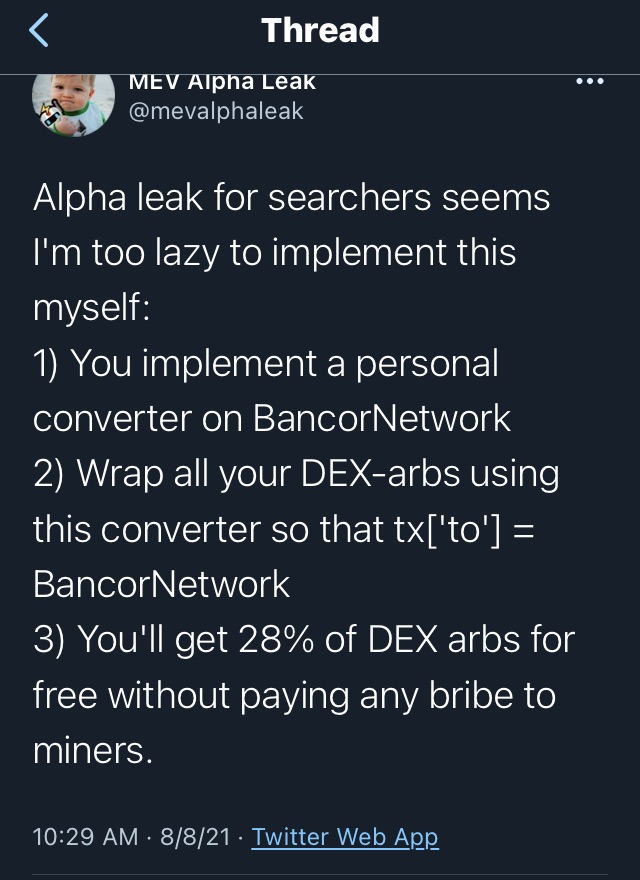 Thread
MEV Alpha Leak
@mevalphaleak
Alpha leak for searchers seems
I'm too lazy to implement this
myself:
1) You implement a personal
converter on BancorNetwork
2) Wrap all your DEX-arbs using
this converter so that tx['to'] =
BancorNetwork
3) You'll get 28% of DEX arbs for
free without paying any bribe to
miners.
10:29 AM · 8/8/21 · Twitter Web App